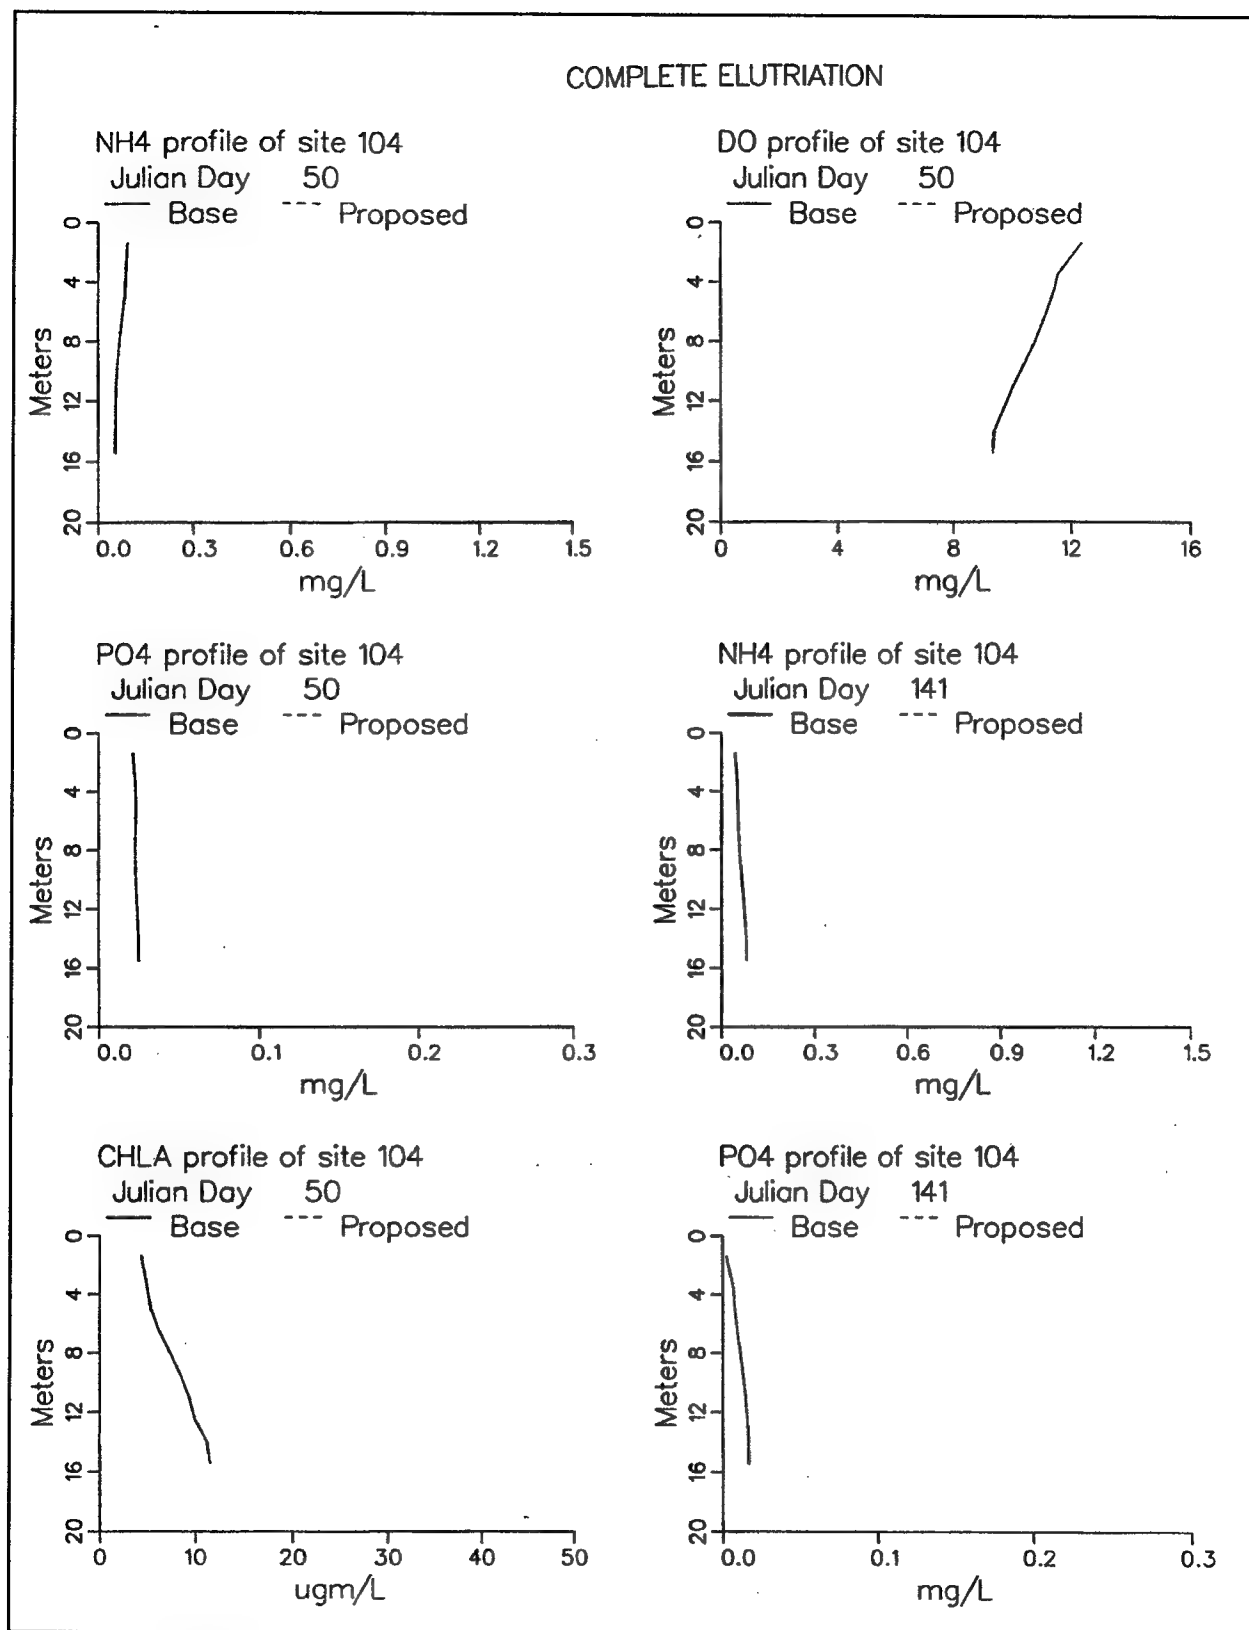 COMPLETE ELUTRIATION
NH4 profile of site 104
Julian Day 50
Base Proposed
0
4
8
12
16
20
Meters
0.0 0.3 0.6 0.9 1.2 1.5
mg/L
DO profile of site 104
Julian Day 50
Base Proposed
0
4
8
12
16
20
Meters
0 4 8 12 16
mg/L
PO4 profile of site 104
Julian Day 50
Base Proposed
0
4
8
12
16
20
Meters
0.0 0.1 0.2 0.3
mg/L
NH4 profile of site 104
Julian Day 141
Base Proposed
0
4
8
12
16
20
Meters
0.0 0.3 0.6 0.9 1.2 1.5
mg/L
CHLA profile of site 104
Julian Day 50
Base Proposed
0
4
8
12
16
20
Meters
0 10 20 30 40 50
ugm/L
PO4 profile of site 104
Julian Day 141
Base Proposed
0
4
8
12
16
20
Meters
0.0 0.1 0.2 0.3
mg/L